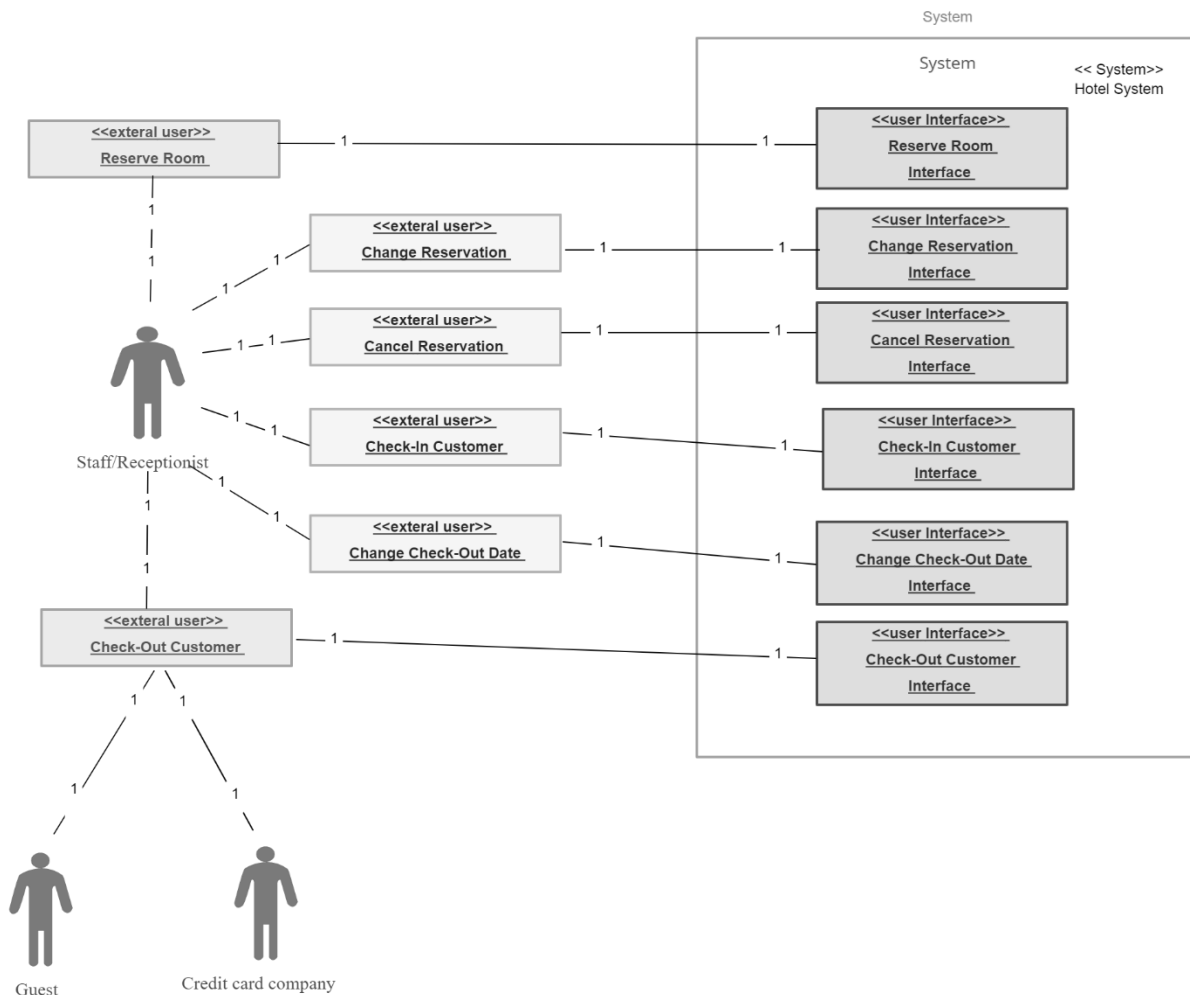 System
System
<< System>>
Hotel System
<<exteral user>>
Reserve Room
1
1
<<user Interface>>
Reserve Room
Interface
1
1
<<exteral user>>
Change Reservation
1
1
<<user Interface>>
Change Reservation
Interface
1
1
<<exteral user>>
Cancel Reservation
1
1
<<user Interface>>
Cancel Reservation
Interface
1
1
Staff/Receptionist
<<exteral user>>
Check-In Customer
1
1
<<user Interface>>
Check-In Customer
Interface
1
1
<<exteral user>>
Change Check-Out Date
1
1
<<user Interface>>
Change Check-Out Date
Interface
1
1
1
1
<<exteral user>>
Check-Out Customer
1
1
<<user Interface>>
Check-Out Customer
Interface
1
1
1
1
Guest
Credit card company